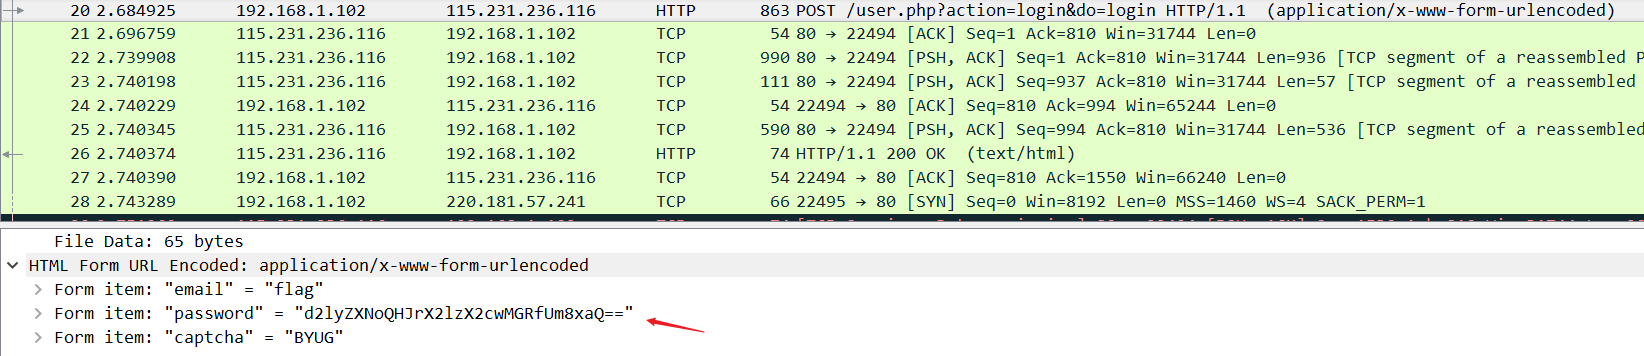 20 2.684925 192.168.1.102 115.231.236.116 HTTP 863 POST /user.php?action=login&do=login HTTP/1.1 (application/x-www-form-urlencoded)
21 2.696759 115.231.236.116 192.168.1.102 TCP 54 80 → 22494 [ACK] Seq=1 Ack=810 Win=31744 Len=0
22 2.739908 115.231.236.116 192.168.1.102 TCP 990 80 → 22494 [PSH, ACK] Seq=1 Ack=810 Win=31744 Len=936 [TCP segment of a reassembled P
23 2.740198 115.231.236.116 192.168.1.102 TCP 111 80 → 22494 [PSH, ACK] Seq=937 Ack=810 Win=31744 Len=57 [TCP segment of a reassembled
24 2.740229 192.168.1.102 115.231.236.116 TCP 54 22494 → 80 [ACK] Seq=810 Ack=994 Win=65244 Len=0
25 2.740345 115.231.236.116 192.168.1.102 TCP 590 80 → 22494 [PSH, ACK] Seq=994 Ack=810 Win=31744 Len=536 [TCP segment of a reassembled
26 2.740374 115.231.236.116 192.168.1.102 HTTP 74 HTTP/1.1 200 OK (text/html)
27 2.740390 192.168.1.102 115.231.236.116 TCP 54 22494 → 80 [ACK] Seq=810 Ack=1550 Win=66240 Len=0
28 2.743289 192.168.1.102 220.181.57.241 TCP 66 22495 → 80 [SYN] Seq=0 Win=8192 Len=0 MSS=1460 WS=4 SACK_PERM=1
File Data: 65 bytes
HTML Form URL Encoded: application/x-www-form-urlencoded
Form item: "email" = "flag"
Form item: "password" = "d2lyZXNoQHJrX2lzX2cwMGRfUm8xaQ=="
Form item: "captcha" = "BYUG"